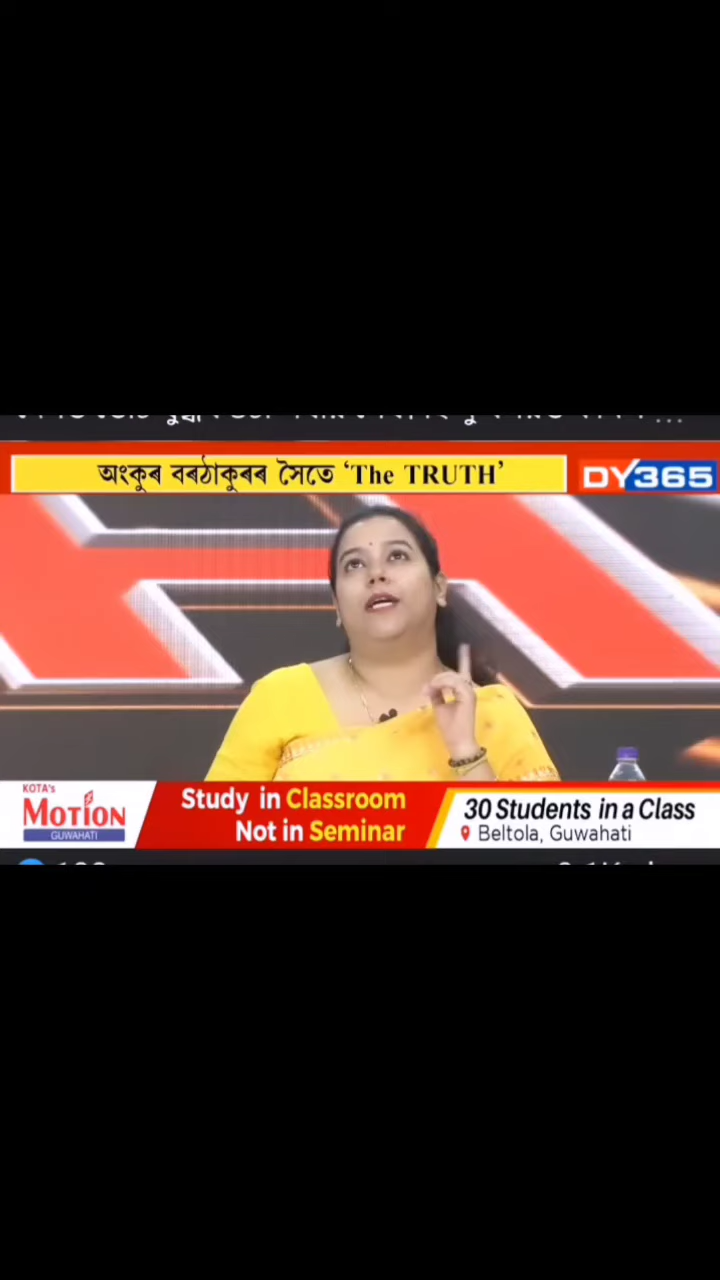 অংকুৰ বৰঠাকুৰৰ সৈতে ‘The TRUTH’
DY365
KOTA's
MOTION
GUWAHATI
Study in Classroom
Not in Seminar
30 Students in a Class
Beltola, Guwahati